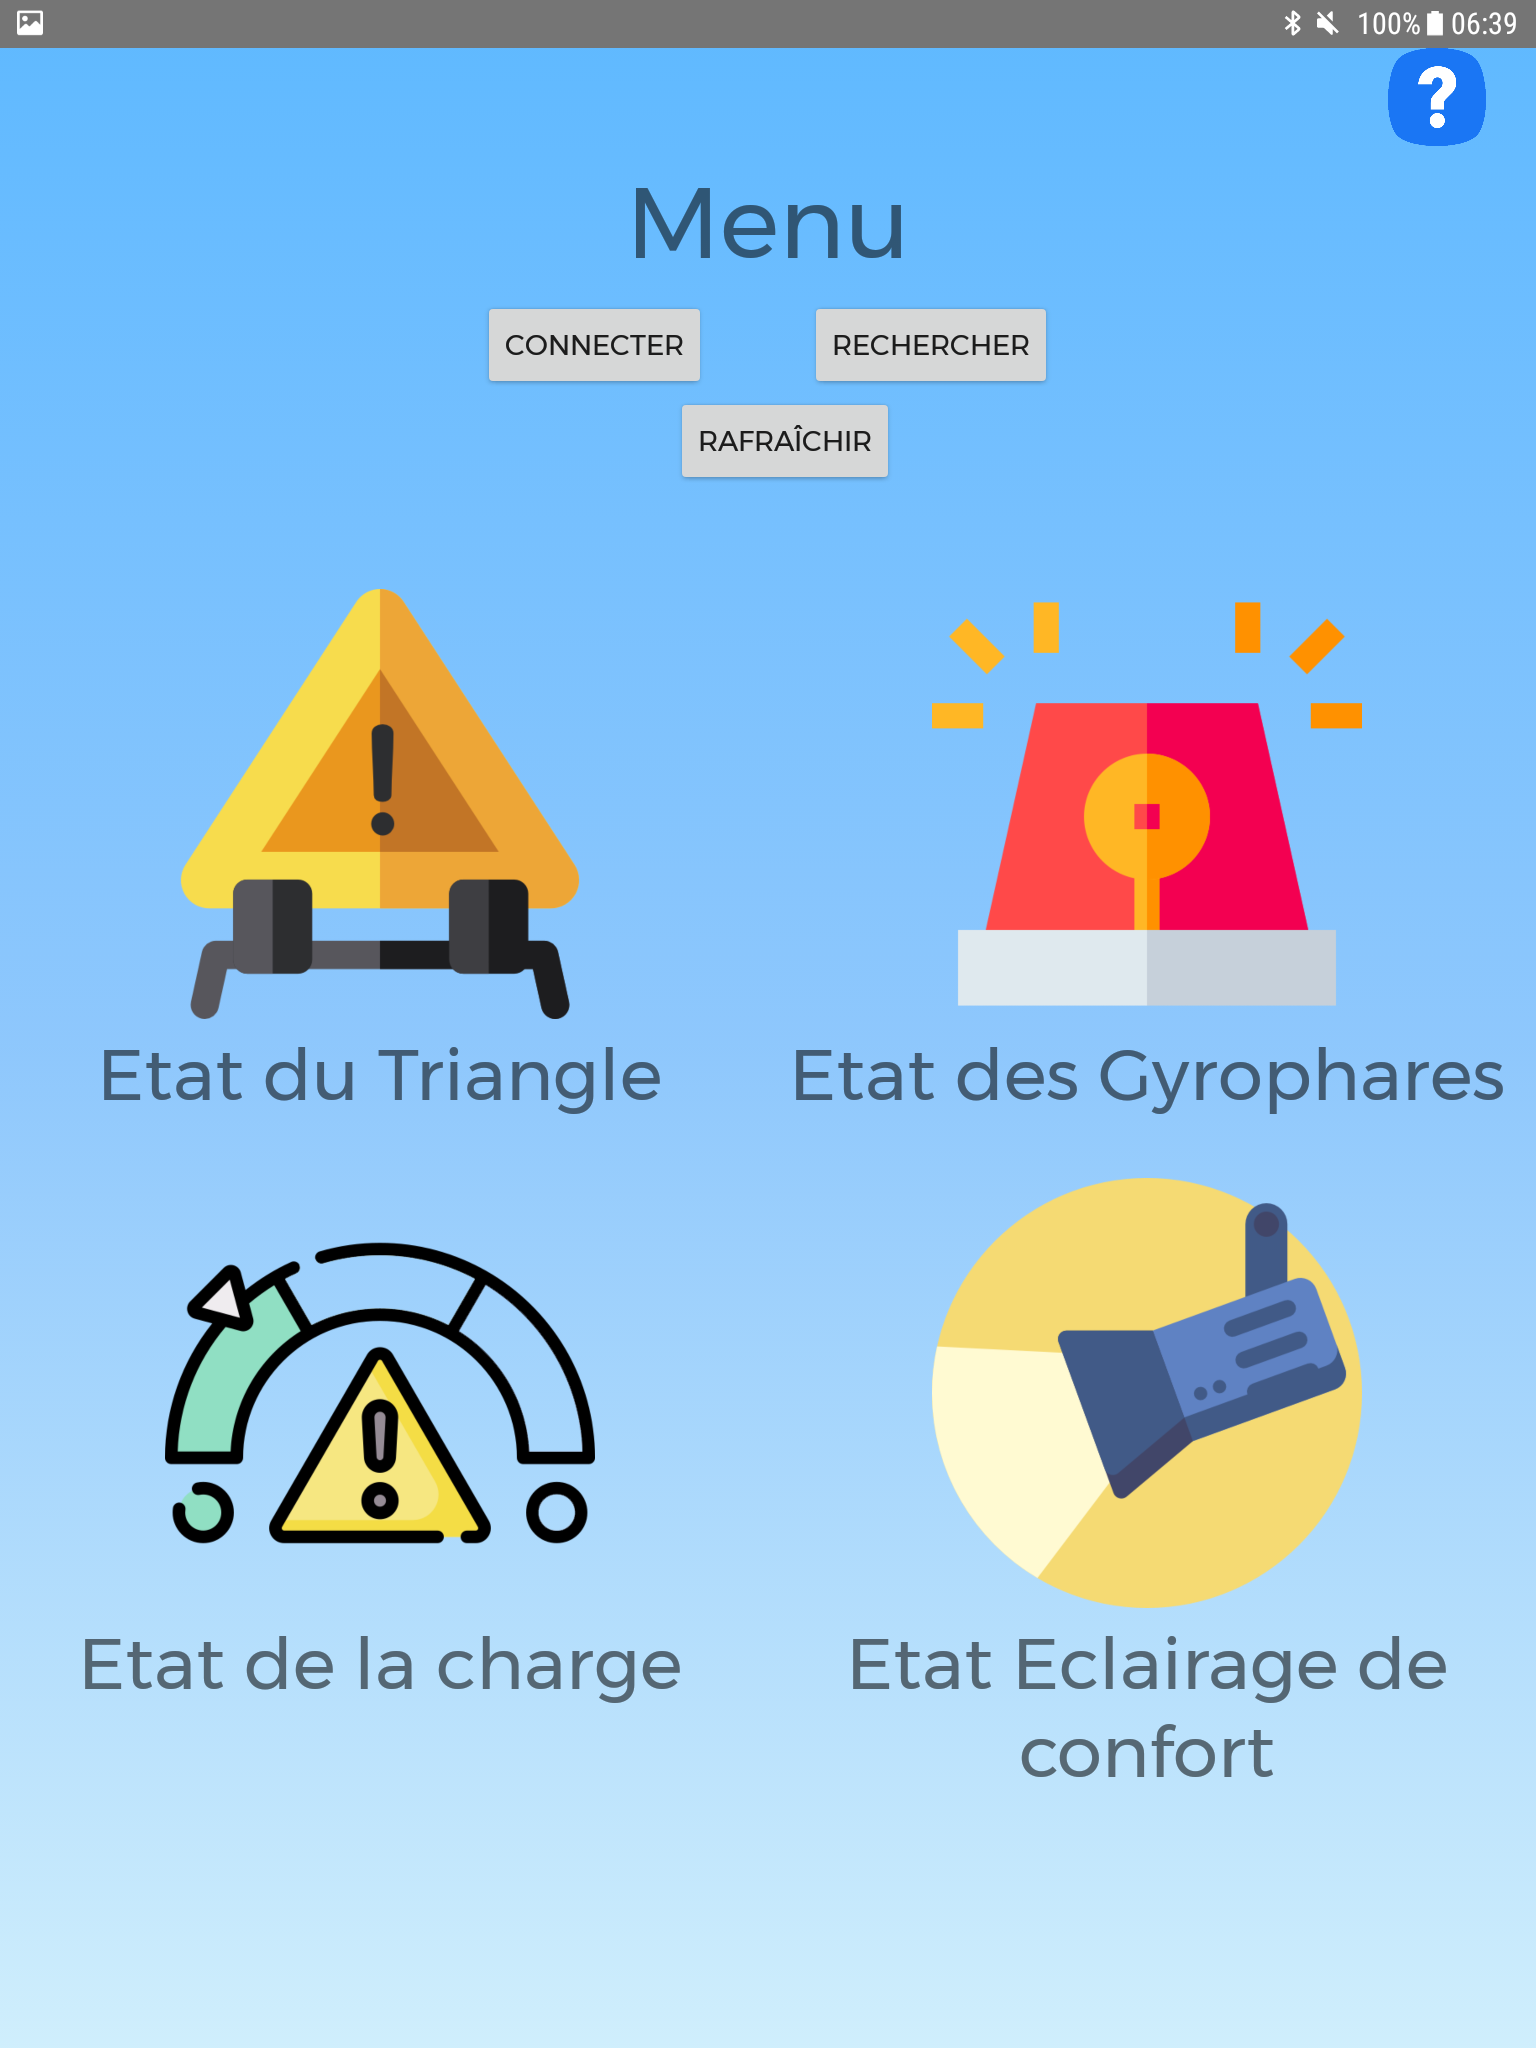 100% 06:39
?
Menu
CONNECTER RECHERCHER
RAFRAÎCHIR
Etat du Triangle
Etat des Gyrophares
Etat de la charge
Etat Eclairage de
confort